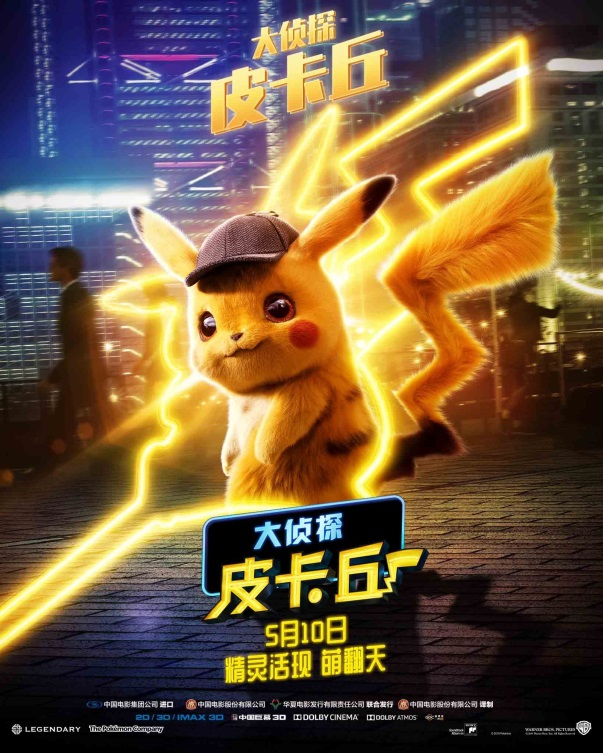 大侦探
皮卡丘
大侦探
皮卡丘
5月10日
精灵活现 萌翻天
中国电影集团公司 进口 中国电影股份有限公司 华夏电影发行有限责任公司 联合发行 中国电影股份有限公司 译制
2D/3D/IMAX 3D 中国巨幕3D DOLBY CINEMA DOLBY ATMOS
LEGENDARY The Pokémon Company WARNER BROS. PICTURES